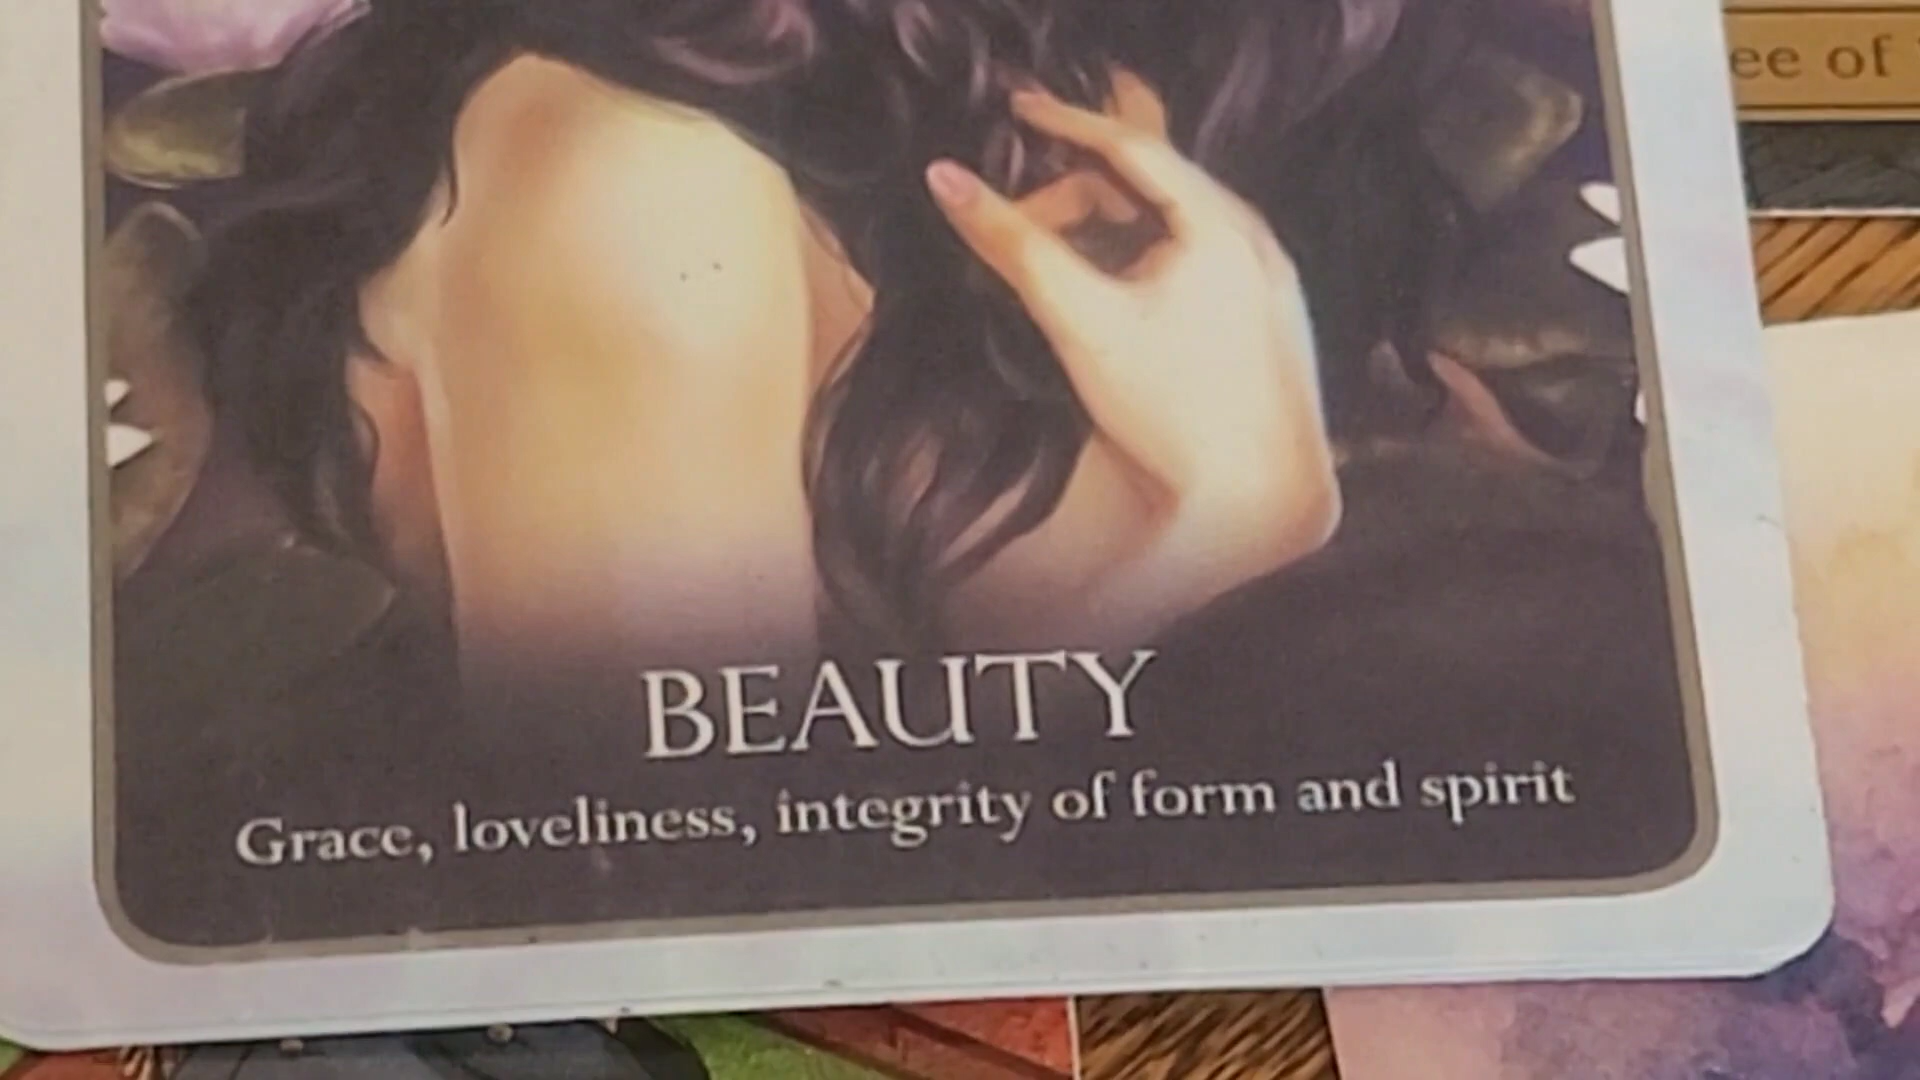 ee of
BEAUTY
Grace, loveliness, integrity of form and spirit